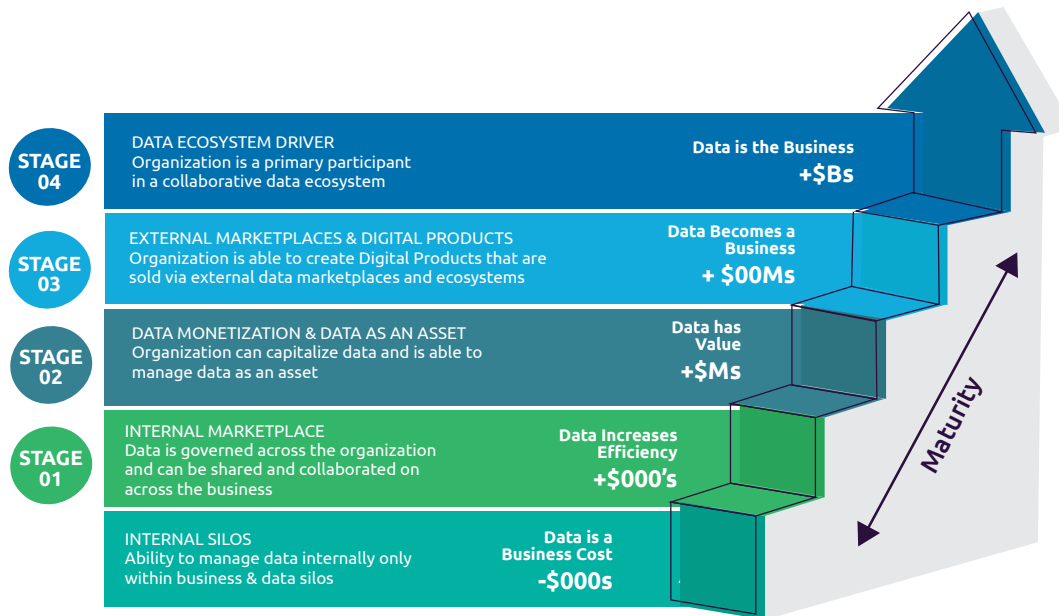 STAGE
04
DATA ECOSYSTEM DRIVER
Organization is a primary participant
in a collaborative data ecosystem
Data is the Business
+$Bs
STAGE
03
EXTERNAL MARKETPLACES & DIGITAL PRODUCTS
Organization is able to create Digital Products that are
sold via external data marketplaces and ecosystems
Data Becomes a
Business
+ $00Ms
STAGE
02
DATA MONETIZATION & DATA AS AN ASSET
Organization can capitalize data and is able to
manage data as an asset
Data has
Value
+$Ms
STAGE
01
INTERNAL MARKETPLACE
Data is governed across the organization
and can be shared and collaborated on
across the business
Data Increases
Efficiency
+$000’s
INTERNAL SILOS
Ability to manage data internally only
within business & data silos
Data is a
Business Cost
-$000s
Maturity